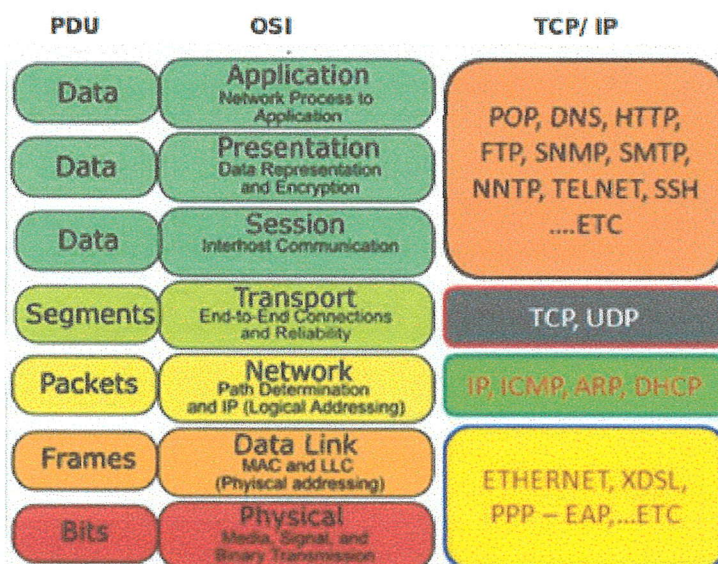 PDU OSI TCP/ IP
Data
Application
Network Process to
Application
Data
Presentation
Data Representation
and Encryption
Data
Session
Interhost Communication
POP, DNS, HTTP,
FTP, SNMP, SMTP,
NNTP, TELNET, SSH
....ETC
Segments
Transport
End-to-End Connections
and Reliability
TCP, UDP
Packets
Network
Path Determination
and IP (Logical Addressing)
IP, ICMP, ARP, DHCP
Frames
Data Link
MAC and LLC
(Phyiscal addressing)
Bits
Physical
Media, Signal, and
Binary Transmission
ETHERNET, XDSL,
PPP – EAP,...ETC